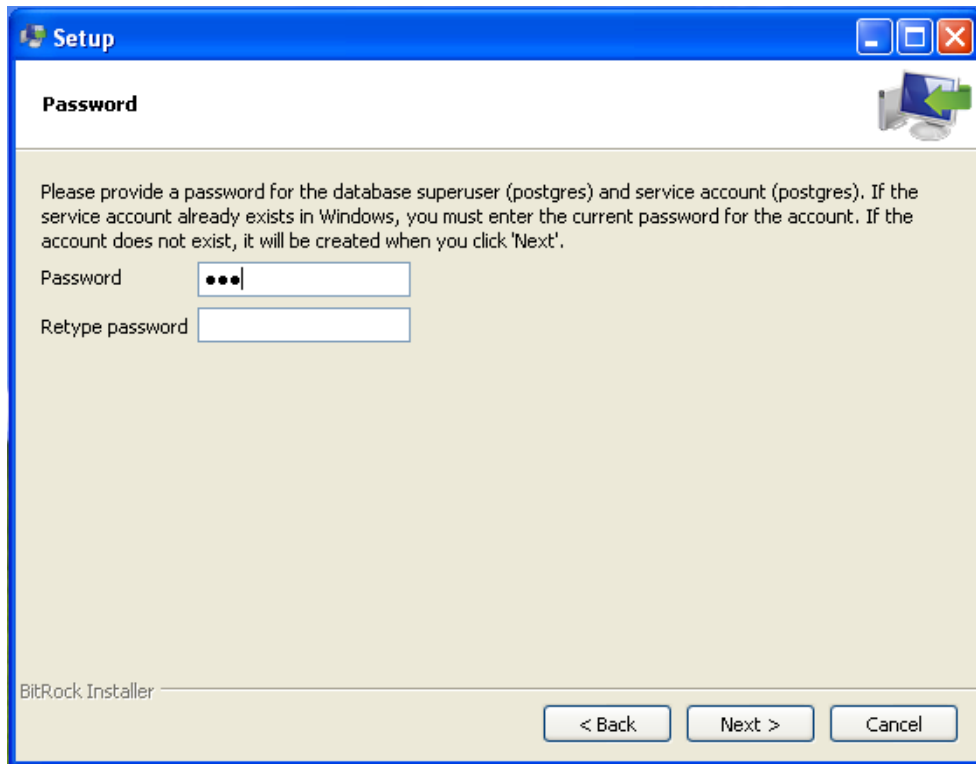 Setup
Password
Please provide a password for the database superuser (postgres) and service account (postgres). If the
service account already exists in Windows, you must enter the current password for the account. If the
account does not exist, it will be created when you click 'Next'.
Password •••
Retype password
BitRock Installer
< Back Next > Cancel